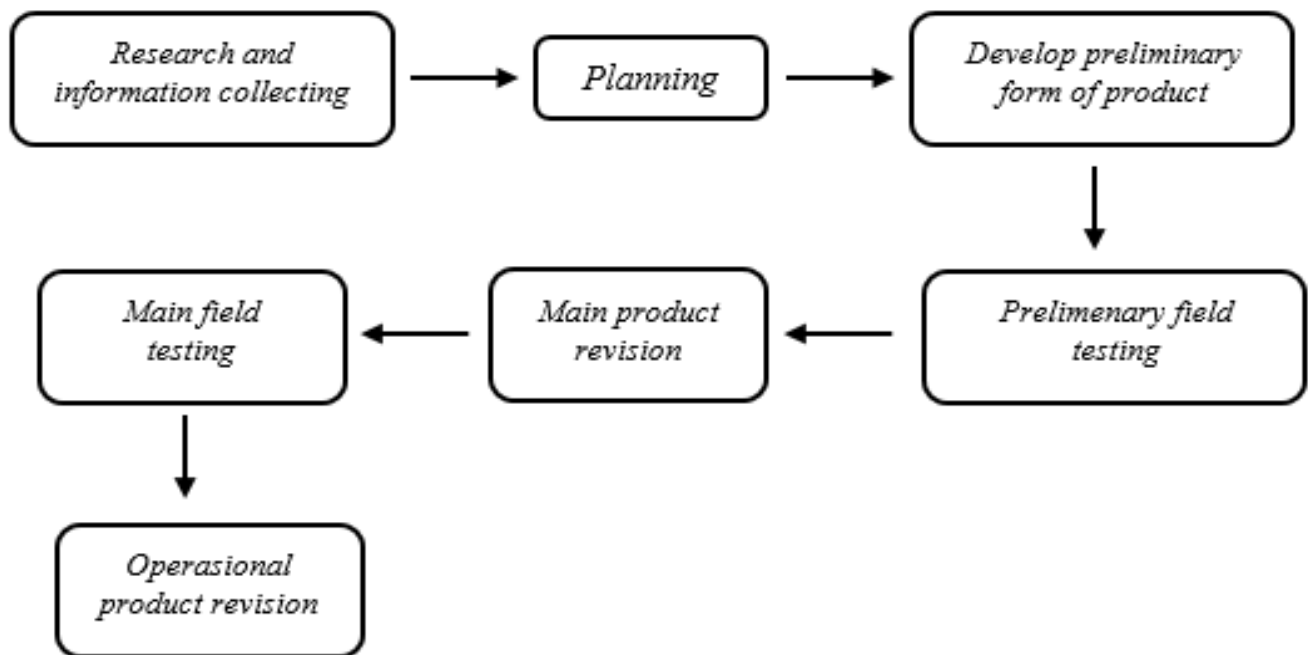 Research and
information collecting
Planning
Develop preliminary
form of product
Prelimenary field
testing
Main product
revision
Main field
testing
Operasional
product revision